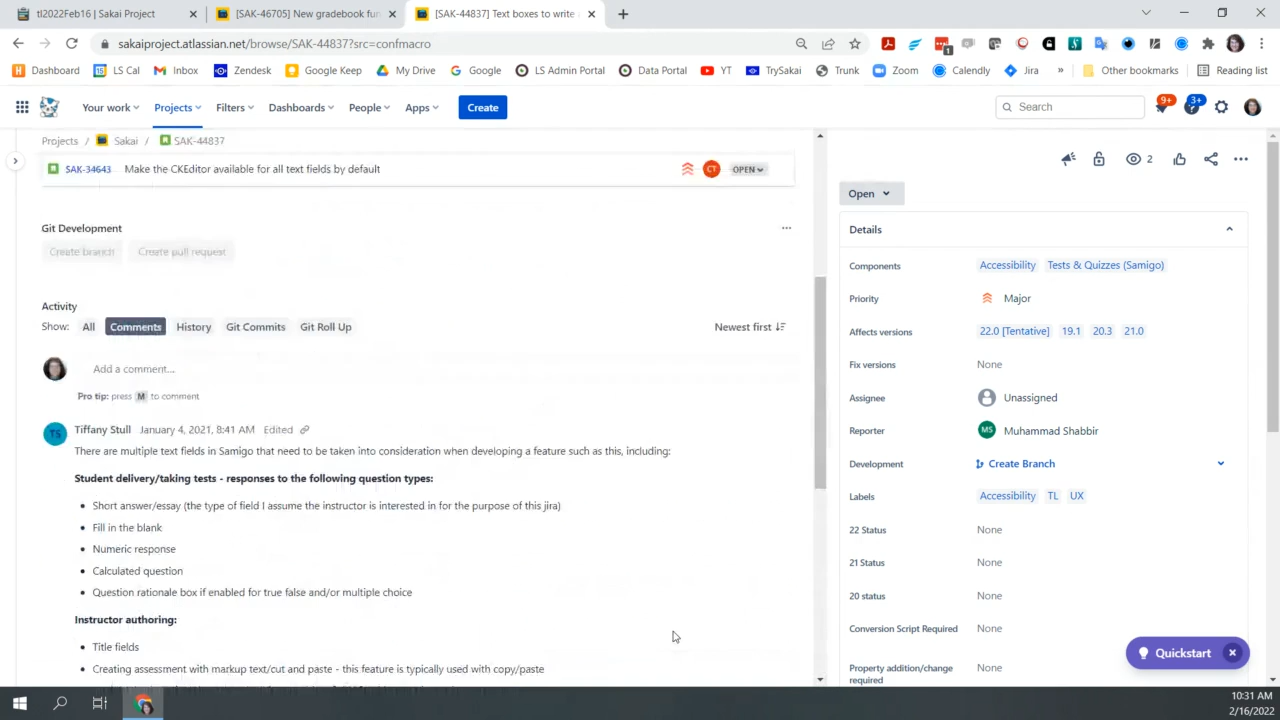 tl2022Feb16 | Sakai Project
[SAK-46705] New gradebook fun
[SAK-44837] Text boxes to write
sakaiproject.atlassian.net/browse/SAK-44837?src=confmacro
1
Dashboard LS Cal Inbox Zendesk Google Keep My Drive Google LS Admin Portal Data Portal YT TrySakai Trunk Zoom Calendly Jira » Other bookmarks Reading list
Your work Projects Filters Dashboards People Apps Create Search 9+ 3+
Projects / Sakai / SAK-44837
SAK-34643 Make the CKEditor available for all text fields by default CT OPEN
2
Git Development
Create branch Create pull request
Activity
Show: All Comments History Git Commits Git Roll Up Newest first
Add a comment...
Pro tip: press M to comment
TS Tiffany Stull January 4, 2021, 8:41 AM Edited
There are multiple text fields in Samigo that need to be taken into consideration when developing a feature such as this, including:
Student delivery/taking tests - responses to the following question types:
• Short answer/essay (the type of field I assume the instructor is interested in for the purpose of this jira)
• Fill in the blank
• Numeric response
• Calculated question
• Question rationale box if enabled for true false and/or multiple choice
Instructor authoring:
• Title fields
• Creating assessment with markup text/cut and paste - this feature is typically used with copy/paste
Open
Details
Components Accessibility Tests & Quizzes (Samigo)
Priority Major
Affects versions 22.0 [Tentative] 19.1 20.3 21.0
Fix versions None
Assignee Unassigned
Reporter MS Muhammad Shabbir
Development Create Branch
Labels Accessibility TL UX
22 Status None
21 Status None
20 status None
Conversion Script Required None
Property addition/change required None
Quickstart
10:31 AM
2/16/2022